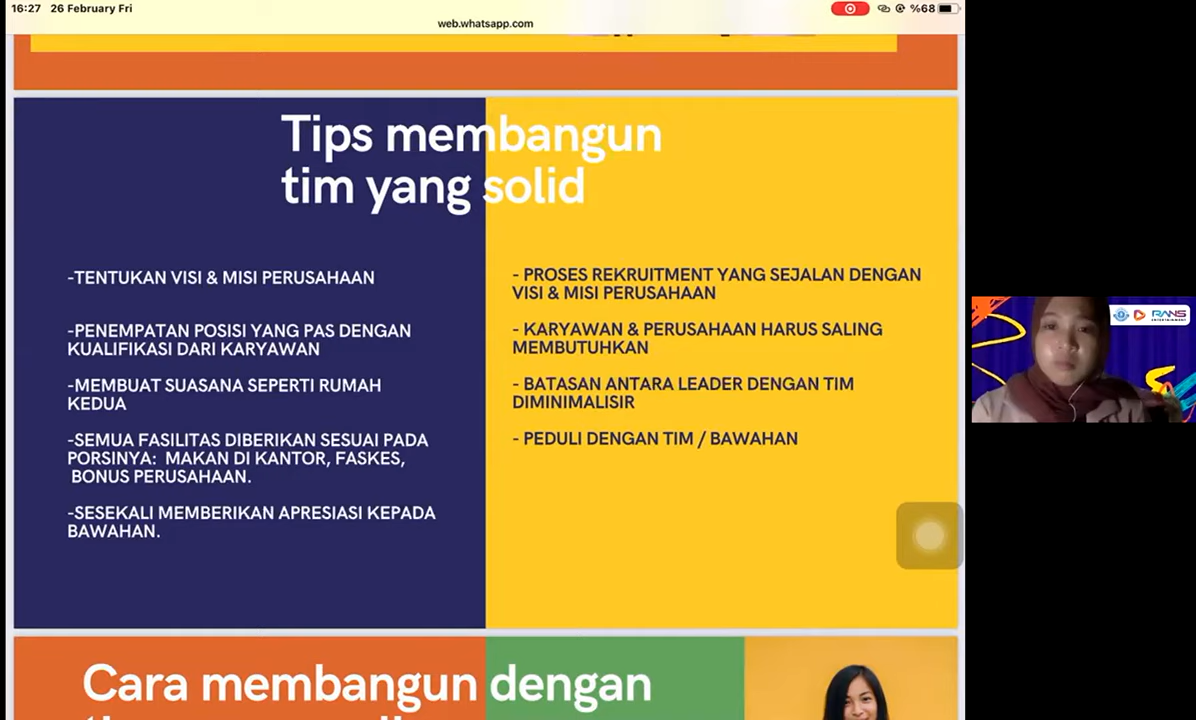 16:27 26 February Fri
%68
web.whatsapp.com
Tips membangun
tim yang solid
-TENTUKAN VISI & MISI PERUSAHAAN
-PENEMPATAN POSISI YANG PAS DENGAN
KUALIFIKASI DARI KARYAWAN
-MEMBUAT SUASANA SEPERTI RUMAH
KEDUA
-SEMUA FASILITAS DIBERIKAN SESUAI PADA
PORSINYA: MAKAN DI KANTOR, FASKES,
BONUS PERUSAHAAN.
-SESEKALI MEMBERIKAN APRESIASI KEPADA
BAWAHAN.
- PROSES REKRUITMENT YANG SEJALAN DENGAN
VISI & MISI PERUSAHAAN
- KARYAWAN & PERUSAHAAN HARUS SALING
MEMBUTUHKAN
- BATASAN ANTARA LEADER DENGAN TIM
DIMINIMALISIR
- PEDULI DENGAN TIM / BAWAHAN
RANS
ENTERTAINMENT
Cara membangun dengan